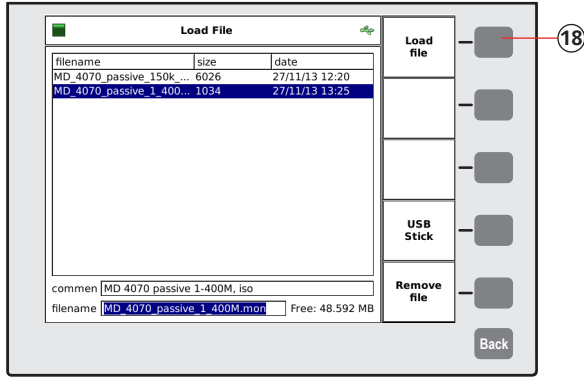 Load File
filename size date
MD_4070_passive_150k_... 6026 27/11/13 12:20
MD_4070_passive_1_400... 1034 27/11/13 13:25
commen MD 4070 passive 1-400M, iso
filename MD_4070_passive_1_400M.mon Free: 48.592 MB
Load
file
USB
Stick
Remove
file
Back
18